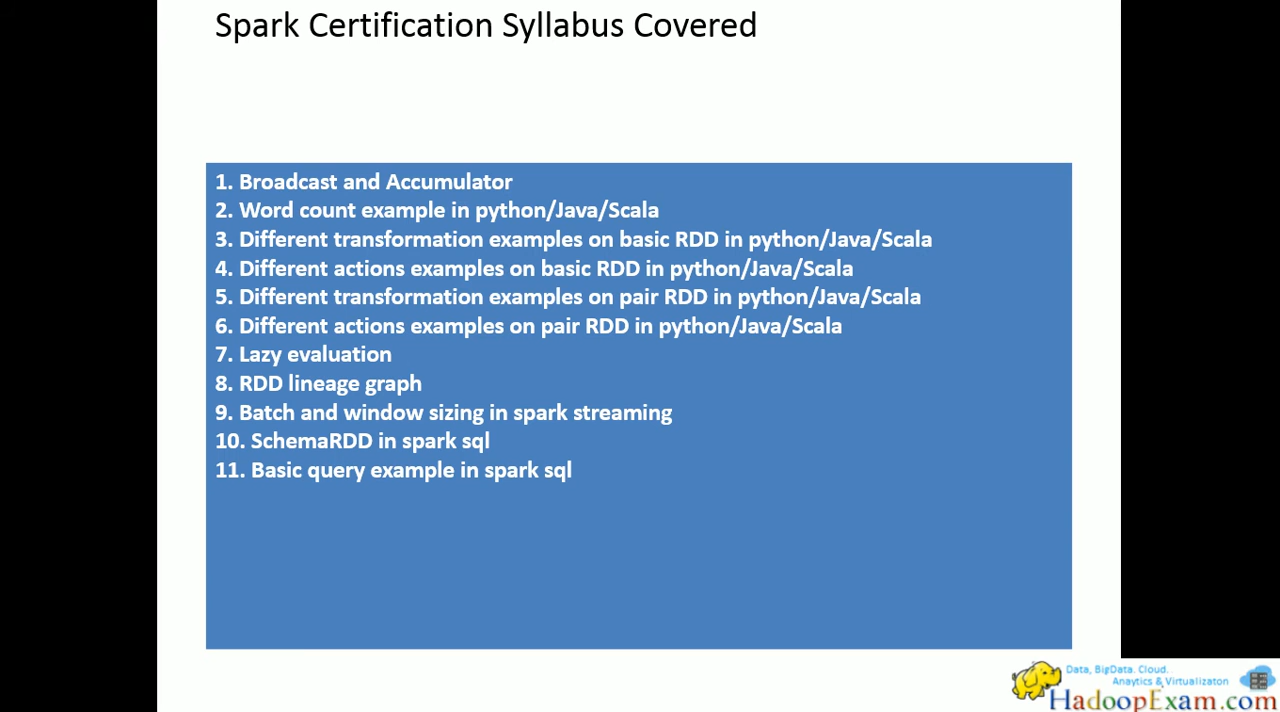 Spark Certification Syllabus Covered
1. Broadcast and Accumulator
2. Word count example in python/Java/Scala
3. Different transformation examples on basic RDD in python/Java/Scala
4. Different actions examples on basic RDD in python/Java/Scala
5. Different transformation examples on pair RDD in python/Java/Scala
6. Different actions examples on pair RDD in python/Java/Scala
7. Lazy evaluation
8. RDD lineage graph
9. Batch and window sizing in spark streaming
10. SchemaRDD in spark sql
11. Basic query example in spark sql
Data, BigData. Cloud.
Anaytics & Virtualizaton
HadoopExam.com